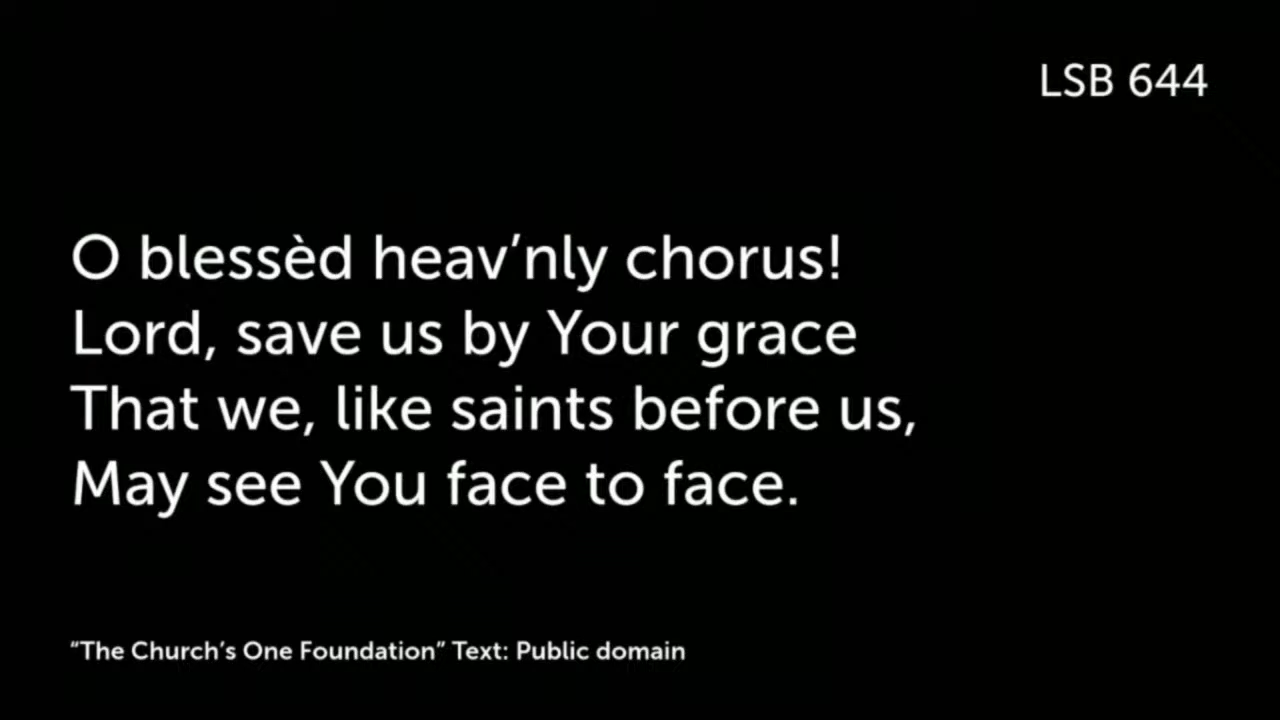 LSB 644
O blessèd heav’nly chorus!
Lord, save us by Your grace
That we, like saints before us,
May see You face to face.
“The Church’s One Foundation” Text: Public domain